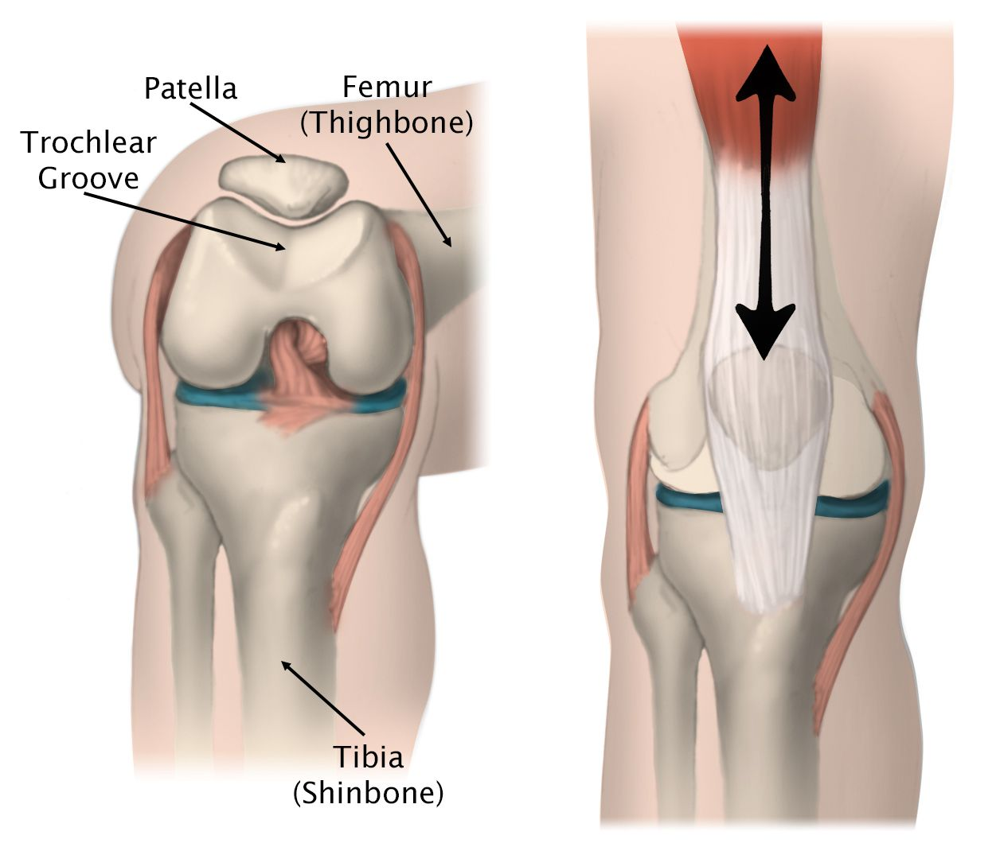 Patella
Femur
(Thighbone)
Trochlear
Groove
Tibia
(Shinbone)